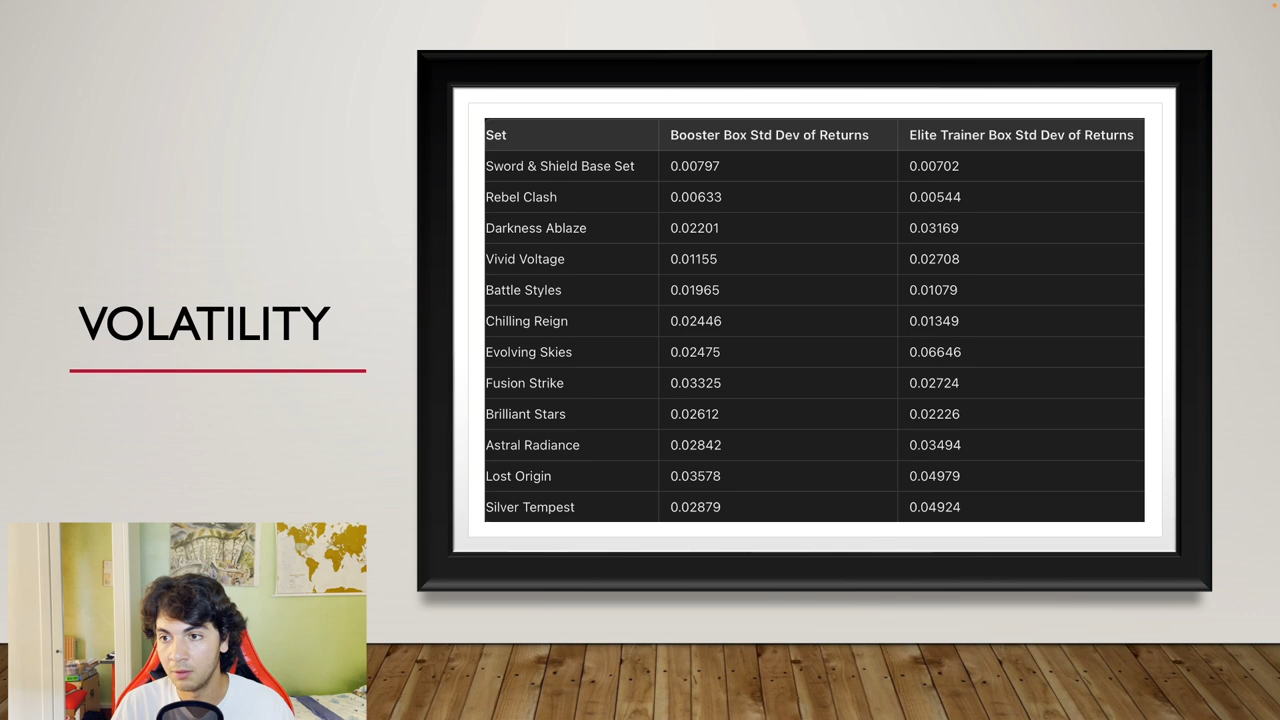 VOLATILITY
Set Booster Box Std Dev of Returns Elite Trainer Box Std Dev of Returns
Sword & Shield Base Set 0.00797 0.00702
Rebel Clash 0.00633 0.00544
Darkness Ablaze 0.02201 0.03169
Vivid Voltage 0.01155 0.02708
Battle Styles 0.01965 0.01079
Chilling Reign 0.02446 0.01349
Evolving Skies 0.02475 0.06646
Fusion Strike 0.03325 0.02724
Brilliant Stars 0.02612 0.02226
Astral Radiance 0.02842 0.03494
Lost Origin 0.03578 0.04979
Silver Tempest 0.02879 0.04924